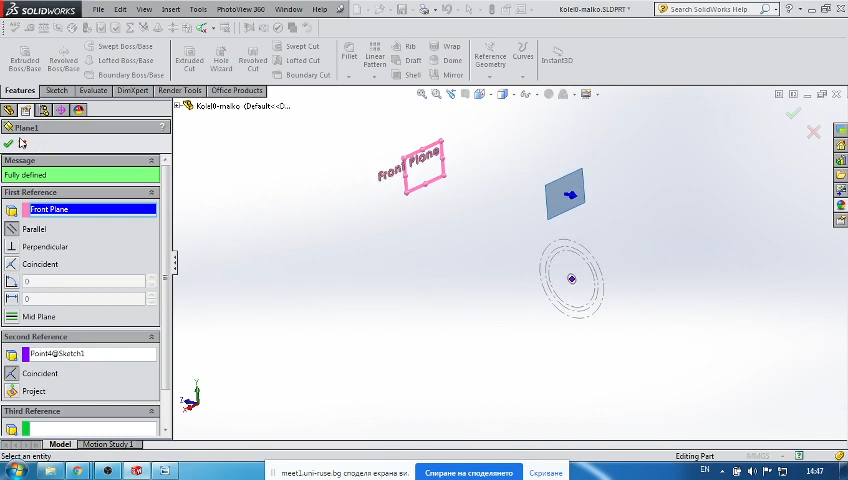 SOLIDWORKS File Edit View Insert Tools PhotoView 360 Window Help Kolel0-malko.SLDPRT * Search SolidWorks Help
Extruded Boss/Base
Revolved Boss/Base
Swept Boss/Base
Lofted Boss/Base
Boundary Boss/Base
Extruded Cut
Hole Wizard
Revolved Cut
Swept Cut
Lofted Cut
Boundary Cut
Fillet
Linear Pattern
Rib
Draft
Shell
Wrap
Dome
Mirror
Reference Geometry
Curves
Instant3D
Features Sketch Evaluate DimXpert Render Tools Office Products
Kolel0-malko (Default<<D...
Plane1 ?
Message
Fully defined
First Reference
Front Plane
Parallel
Perpendicular
Coincident
0
0
Mid Plane
Second Reference
Point4@Sketch1
Coincident
Project
Third Reference
Front Plane
Y
Z
X
Model Motion Study 1
Select an entity Editing Part MMGS
meet1.uni-ruse.bg споделя екрана ви. Спиране на споделянето Скриване
EN 14:47